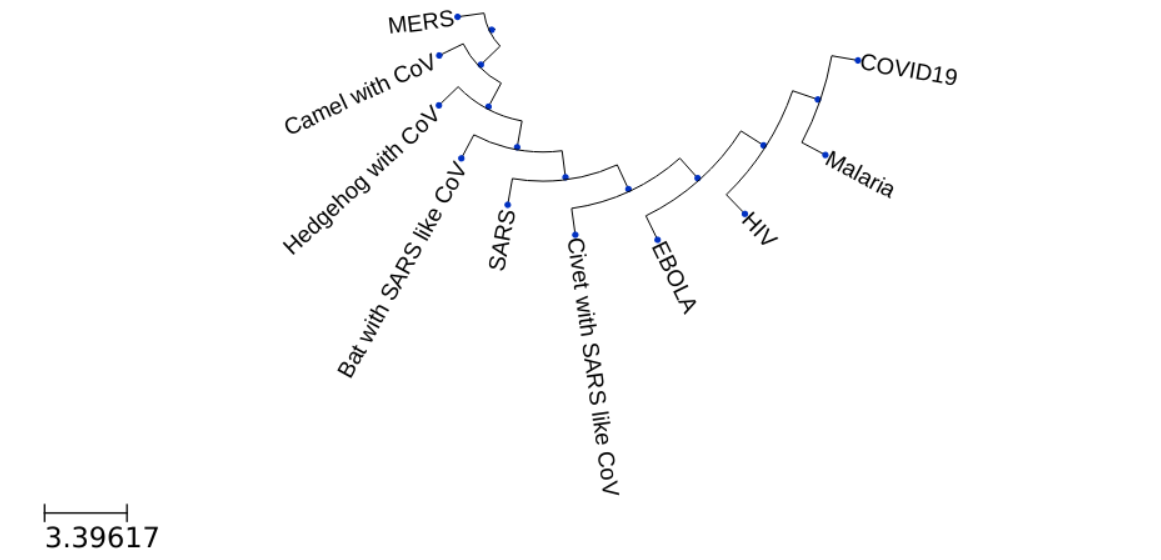 MERS
Camel with CoV
Hedgehog with CoV
Bat with SARS like CoV
SARS
Civet with SARS like CoV
EBOLA
HIV
Malaria
COVID19
3.39617